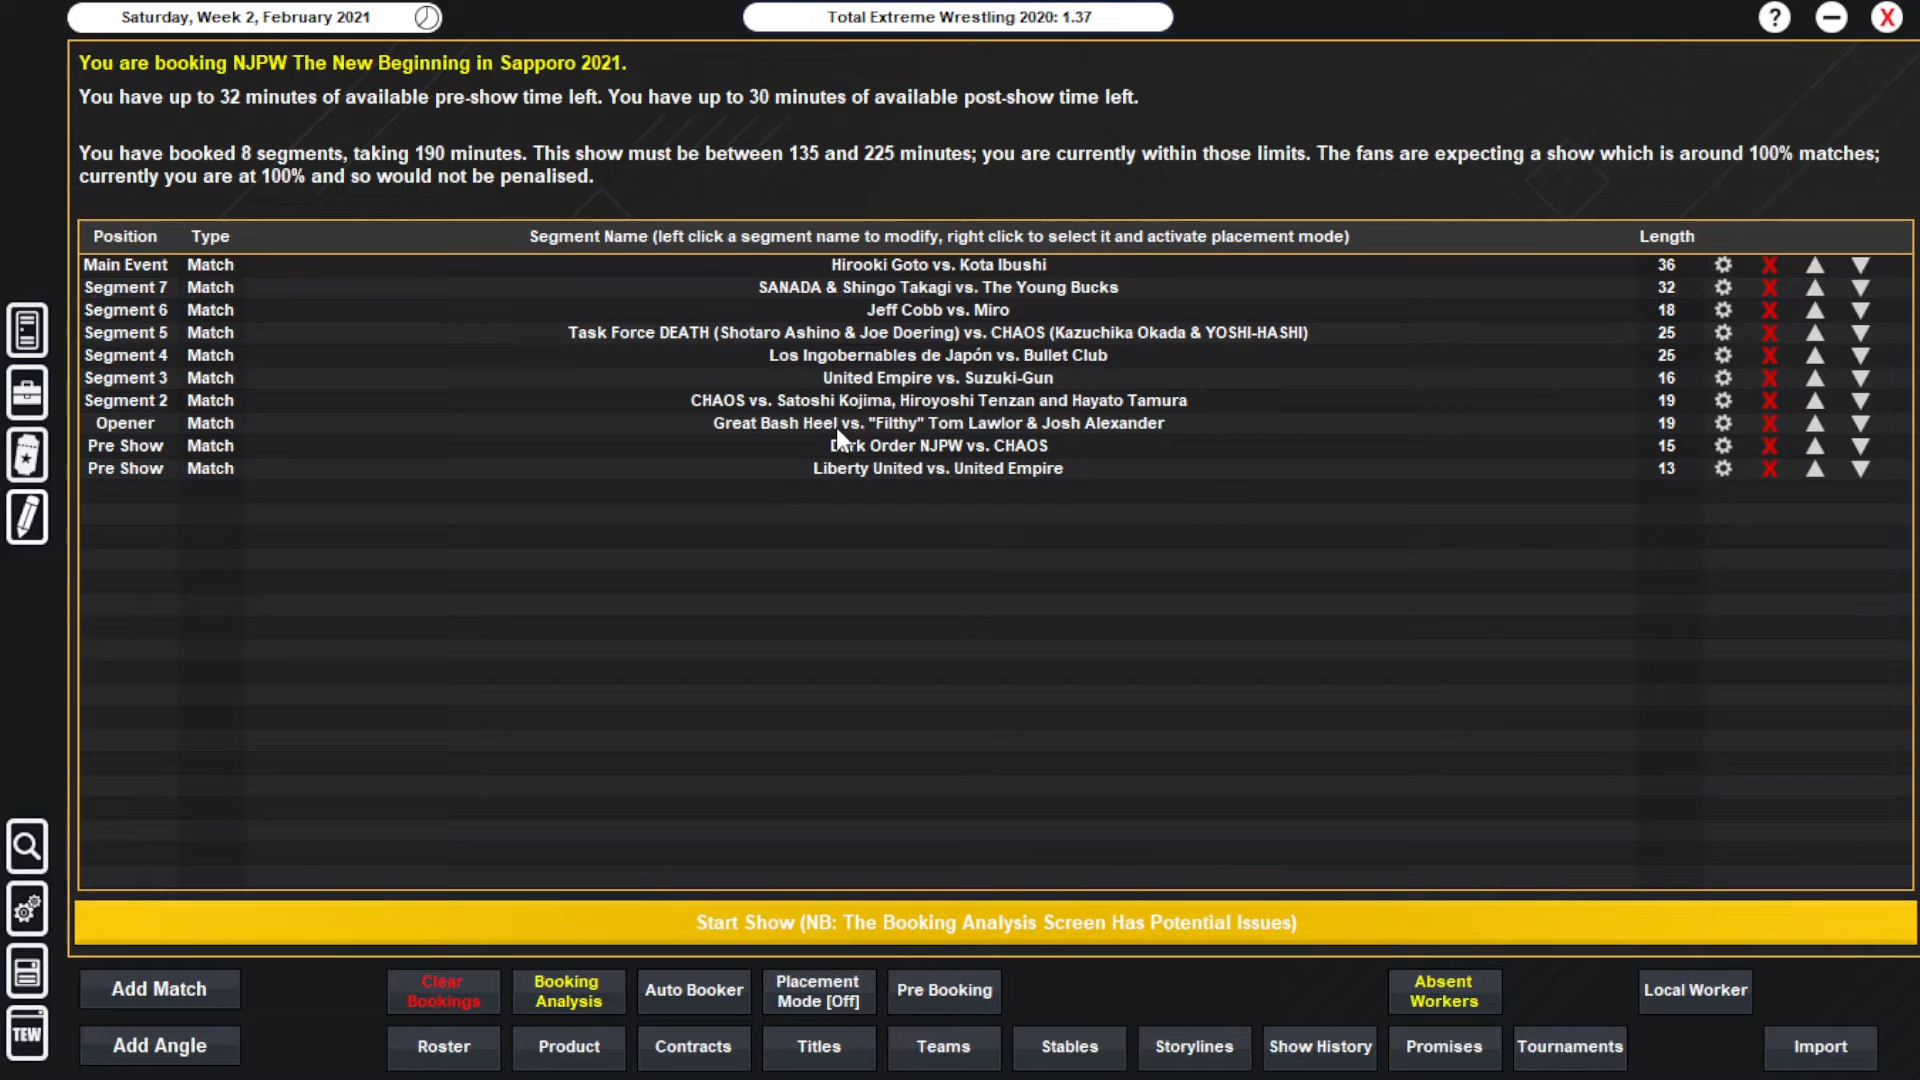 Saturday, Week 2, February 2021
Total Extreme Wrestling 2020: 1.37
?
X
You are booking NJPW The New Beginning in Sapporo 2021.
You have up to 32 minutes of available pre-show time left. You have up to 30 minutes of available post-show time left.
You have booked 8 segments, taking 190 minutes. This show must be between 135 and 225 minutes; you are currently within those limits. The fans are expecting a show which is around 100% matches;
currently you are at 100% and so would not be penalised.
Position Type Segment Name (left click a segment name to modify, right click to select it and activate placement mode) Length
Main Event Match Hirooki Goto vs. Kota Ibushi 36 X
Segment 7 Match SANADA & Shingo Takagi vs. The Young Bucks 32 X
Segment 6 Match Jeff Cobb vs. Miro 18 X
Segment 5 Match Task Force DEATH (Shotaro Ashino & Joe Doering) vs. CHAOS (Kazuchika Okada & YOSHI-HASHI) 25 X
Segment 4 Match Los Ingobernables de Japón vs. Bullet Club 25 X
Segment 3 Match United Empire vs. Suzuki-Gun 16 X
Segment 2 Match CHAOS vs. Satoshi Kojima, Hiroyoshi Tenzan and Hayato Tamura 19 X
Opener Match Great Bash Heel vs. "Filthy" Tom Lawlor & Josh Alexander 19 X
Pre Show Match Dark Order NJPW vs. CHAOS 15 X
Pre Show Match Liberty United vs. United Empire 13 X
Start Show (NB: The Booking Analysis Screen Has Potential Issues)
Add Match
Clear Bookings
Booking Analysis
Auto Booker
Placement Mode [Off]
Pre Booking
Absent Workers
Local Worker
TEW
Add Angle
Roster
Product
Contracts
Titles
Teams
Stables
Storylines
Show History
Promises
Tournaments
Import